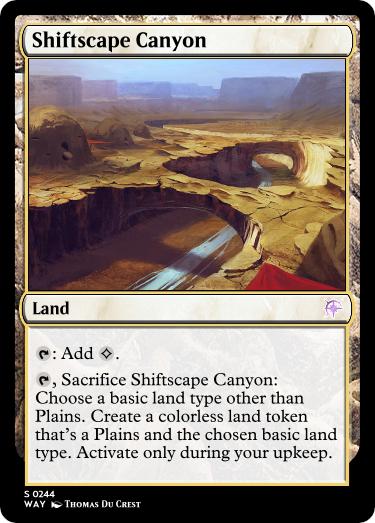 Shiftscape Canyon
Land
: Add .
, Sacrifice Shiftscape Canyon:
Choose a basic land type other than
Plains. Create a colorless land token
that's a Plains and the chosen basic land
type. Activate only during your upkeep.
S 0244
WAY Thomas Du Crest